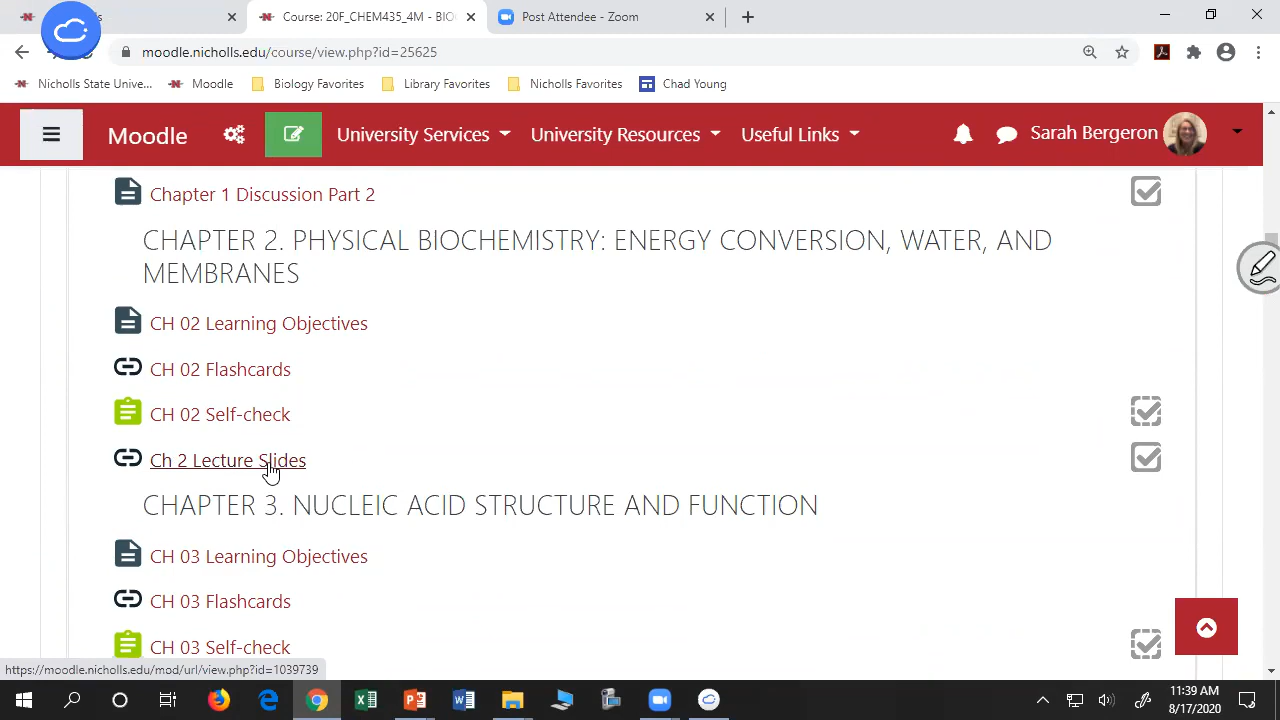 Course: 20F_CHEM435_4M - BIO
Post Attendee - Zoom
moodle.nicholls.edu/course/view.php?id=25625
Nicholls State Unive...
Moodle
Biology Favorites
Library Favorites
Nicholls Favorites
Chad Young
Moodle
University Services
University Resources
Useful Links
Sarah Bergeron
Chapter 1 Discussion Part 2
CHAPTER 2. PHYSICAL BIOCHEMISTRY: ENERGY CONVERSION, WATER, AND
MEMBRANES
CH 02 Learning Objectives
CH 02 Flashcards
CH 02 Self-check
Ch 2 Lecture Slides
CHAPTER 3. NUCLEIC ACID STRUCTURE AND FUNCTION
CH 03 Learning Objectives
CH 03 Flashcards
CH 03 Self-check
https://moodle.nicholls.edu/mod/url/view.php?id=1039739
11:39 AM
8/17/2020